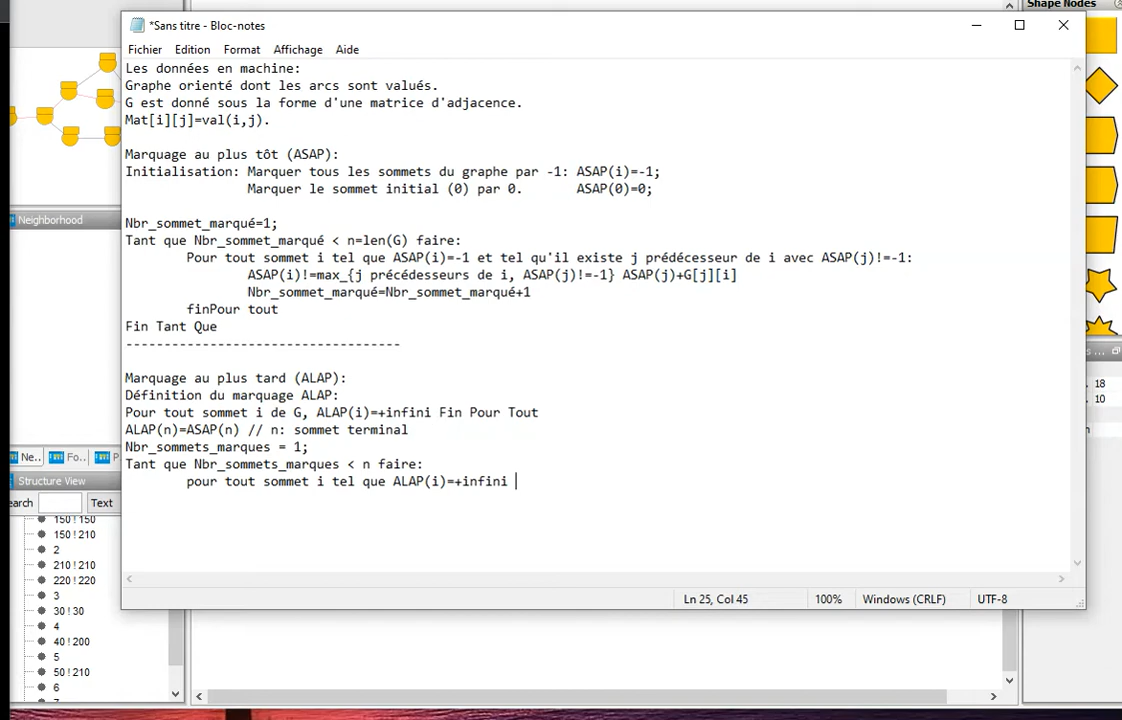 Shape Nodes
*Sans titre - Bloc-notes
Fichier Edition Format Affichage Aide
Les données en machine:
Graphe orienté dont les arcs sont valués.
G est donné sous la forme d'une matrice d'adjacence.
Mat[i][j]=val(i,j).
Marquage au plus tôt (ASAP):
Initialisation: Marquer tous les sommets du graphe par -1: ASAP(i)=-1;
Marquer le sommet initial (0) par 0. ASAP(0)=0;
Nbr_sommet_marqué=1;
Tant que Nbr_sommet_marqué < n=len(G) faire:
Pour tout sommet i tel que ASAP(i)=-1 et tel qu'il existe j prédécesseur de i avec ASAP(j)!=-1:
ASAP(i)!=max_{j précédesseurs de i, ASAP(j)!=-1} ASAP(j)+G[j][i]
Nbr_sommet_marqué=Nbr_sommet_marqué+1
finPour tout
Fin Tant Que
------------------------------------
Marquage au plus tard (ALAP):
Définition du marquage ALAP:
Pour tout sommet i de G, ALAP(i)=+infini Fin Pour Tout
ALAP(n)=ASAP(n) // n: sommet terminal
Nbr_sommets_marques = 1;
Tant que Nbr_sommets_marques < n faire:
pour tout sommet i tel que ALAP(i)=+infini
Ln 25, Col 45 100% Windows (CRLF) UTF-8
Neighborhood
Ne... Fo.. P.
Structure View
earch Text
150!150
150!210
2
210!210
220!220
3
30!30
4
40!200
5
50!210
6
s ...
18
10